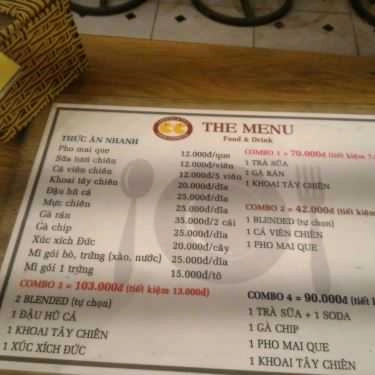 THE MENU
Food & Drink
THỨC ĂN NHANH
Pho mai que 12.000đ/que
Sữa tươi chiên 12.000đ/viên
Cá viên chiên 12.000đ/5 viên
Khoai tây chiên 20.000đ/dĩa
Đậu hũ cá 25.000đ/dĩa
Mực chiên 25.000đ/dĩa
Gà rán 35.000đ/2 cái
Gà chip 25.000đ/dĩa
Xúc xích Đức 20.000đ/cây
Mì gói bò, trứng (xào, nước) 25.000đ/dĩa
Mì gói 1 trứng 15.000đ/tô
COMBO 3 = 103.000đ (tiết kiệm 13.000đ)
2 BLENDED (tự chọn)
1 ĐẬU HỦ CÁ
1 KHOAI TÂY CHIÊN
1 XÚC XÍCH ĐỨC
COMBO 1 = 70.000đ (tiết kiệm
1 TRÀ SỮA
1 GÀ RÁN
1 KHOAI TÂY CHIÊN
COMBO 2 = 42.000đ (tiết kiệm
1 BLENDED (tự chọn)
1 CÁ VIÊN CHIÊN
1 PHO MAI QUE
COMBO 4 = 90.000đ (tiết kiệm
1 TRÀ SỮA + 1 SODA
1 GÀ CHIP
1 PHO MAI QUE
1 KHOAI TÂY CHIÊN